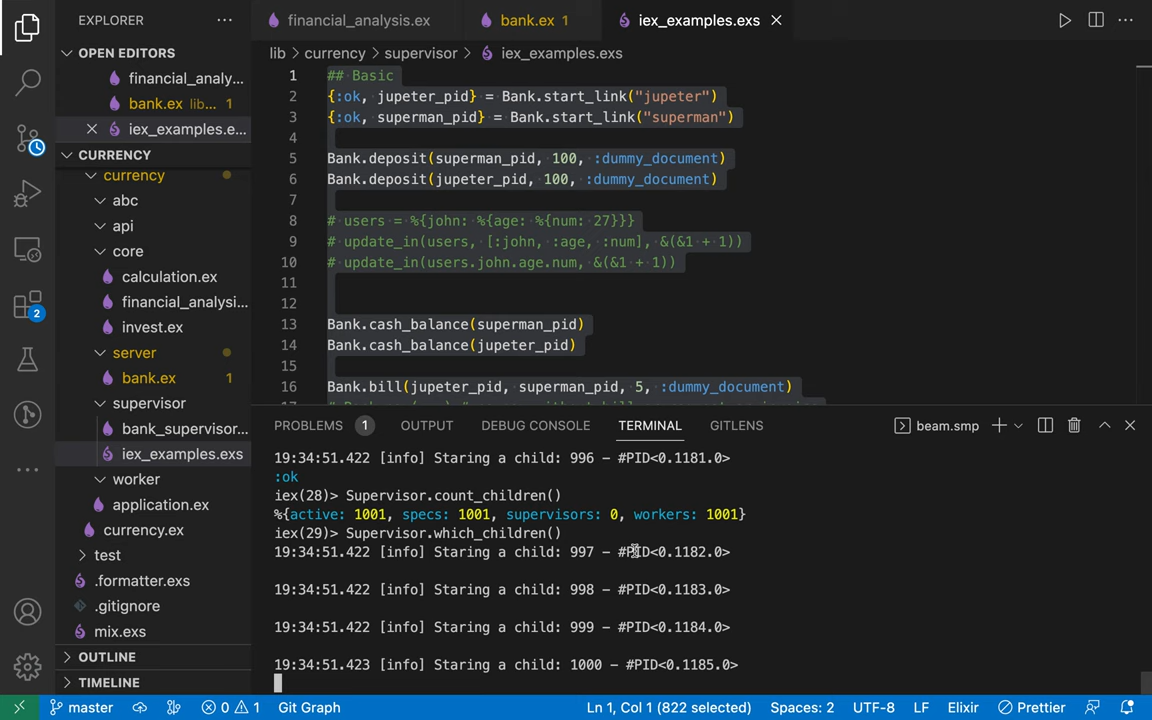 EXPLORER
OPEN EDITORS
financial_analy...
bank.ex lib... 1
iex_examples.e...
CURRENCY
currency
abc
api
core
calculation.ex
financial_analysi...
invest.ex
server
bank.ex 1
supervisor
bank_supervisor...
iex_examples.exs
worker
application.ex
currency.ex
test
.formatter.exs
.gitignore
mix.exs
OUTLINE
TIMELINE
2
financial_analysis.ex
bank.ex 1
iex_examples.exs
lib > currency > supervisor > iex_examples.exs
1 ## Basic
2 {:ok, jupeter_pid} = Bank.start_link("jupeter")
3 {:ok, superman_pid} = Bank.start_link("superman")
4
5 Bank.deposit(superman_pid, 100, :dummy_document)
6 Bank.deposit(jupeter_pid, 100, :dummy_document)
7
8 # users = %{john: %{age: %{num: 27}}}
9 # update_in(users, [:john, :age, :num], &(&1 + 1))
10 # update_in(users.john.age.num, &(&1 + 1))
11
12
13 Bank.cash_balance(superman_pid)
14 Bank.cash_balance(jupeter_pid)
15
16 Bank.bill(jupeter_pid, superman_pid, 5, :dummy_document)
PROBLEMS 1 OUTPUT DEBUG CONSOLE TERMINAL GITLENS
beam.smp
19:34:51.422 [info] Staring a child: 996 - #PID<0.1181.0>
:ok
iex(28)> Supervisor.count_children()
%{active: 1001, specs: 1001, supervisors: 0, workers: 1001}
iex(29)> Supervisor.which_children()
19:34:51.422 [info] Staring a child: 997 - #PID<0.1182.0>
19:34:51.422 [info] Staring a child: 998 - #PID<0.1183.0>
19:34:51.422 [info] Staring a child: 999 - #PID<0.1184.0>
19:34:51.423 [info] Staring a child: 1000 - #PID<0.1185.0>
master 0 1 Git Graph Ln 1, Col 1 (822 selected) Spaces: 2 UTF-8 LF Elixir Prettier